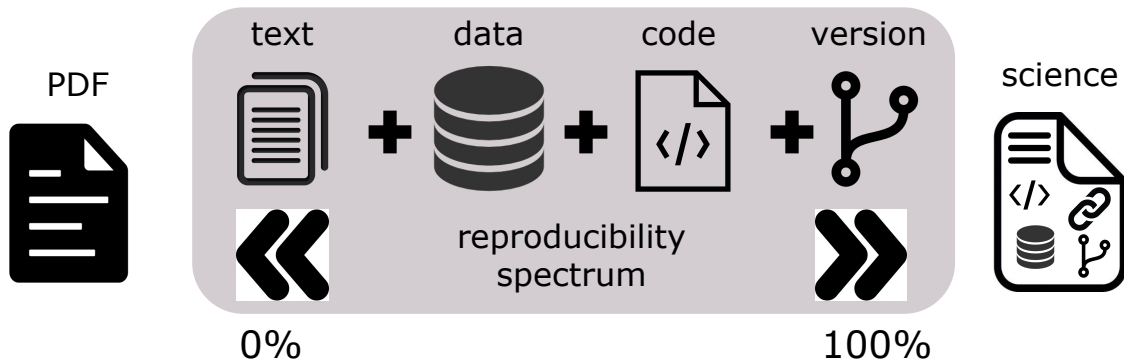 PDF
text data code version
science
</>
</>
reproducibility
spectrum
0% 100%